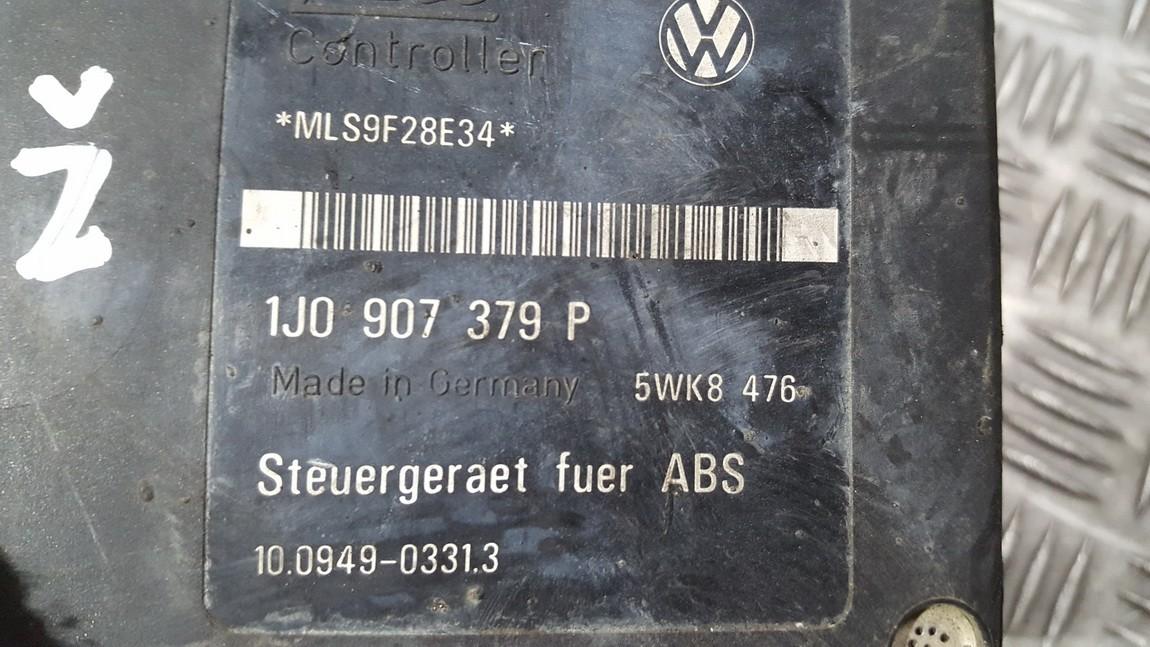 Controller
*MLS9F28E34*
1J0 907 379 P
Made in Germany 5WK8 476
Steuergeraet fuer ABS
10.0949-0331.3
Ž